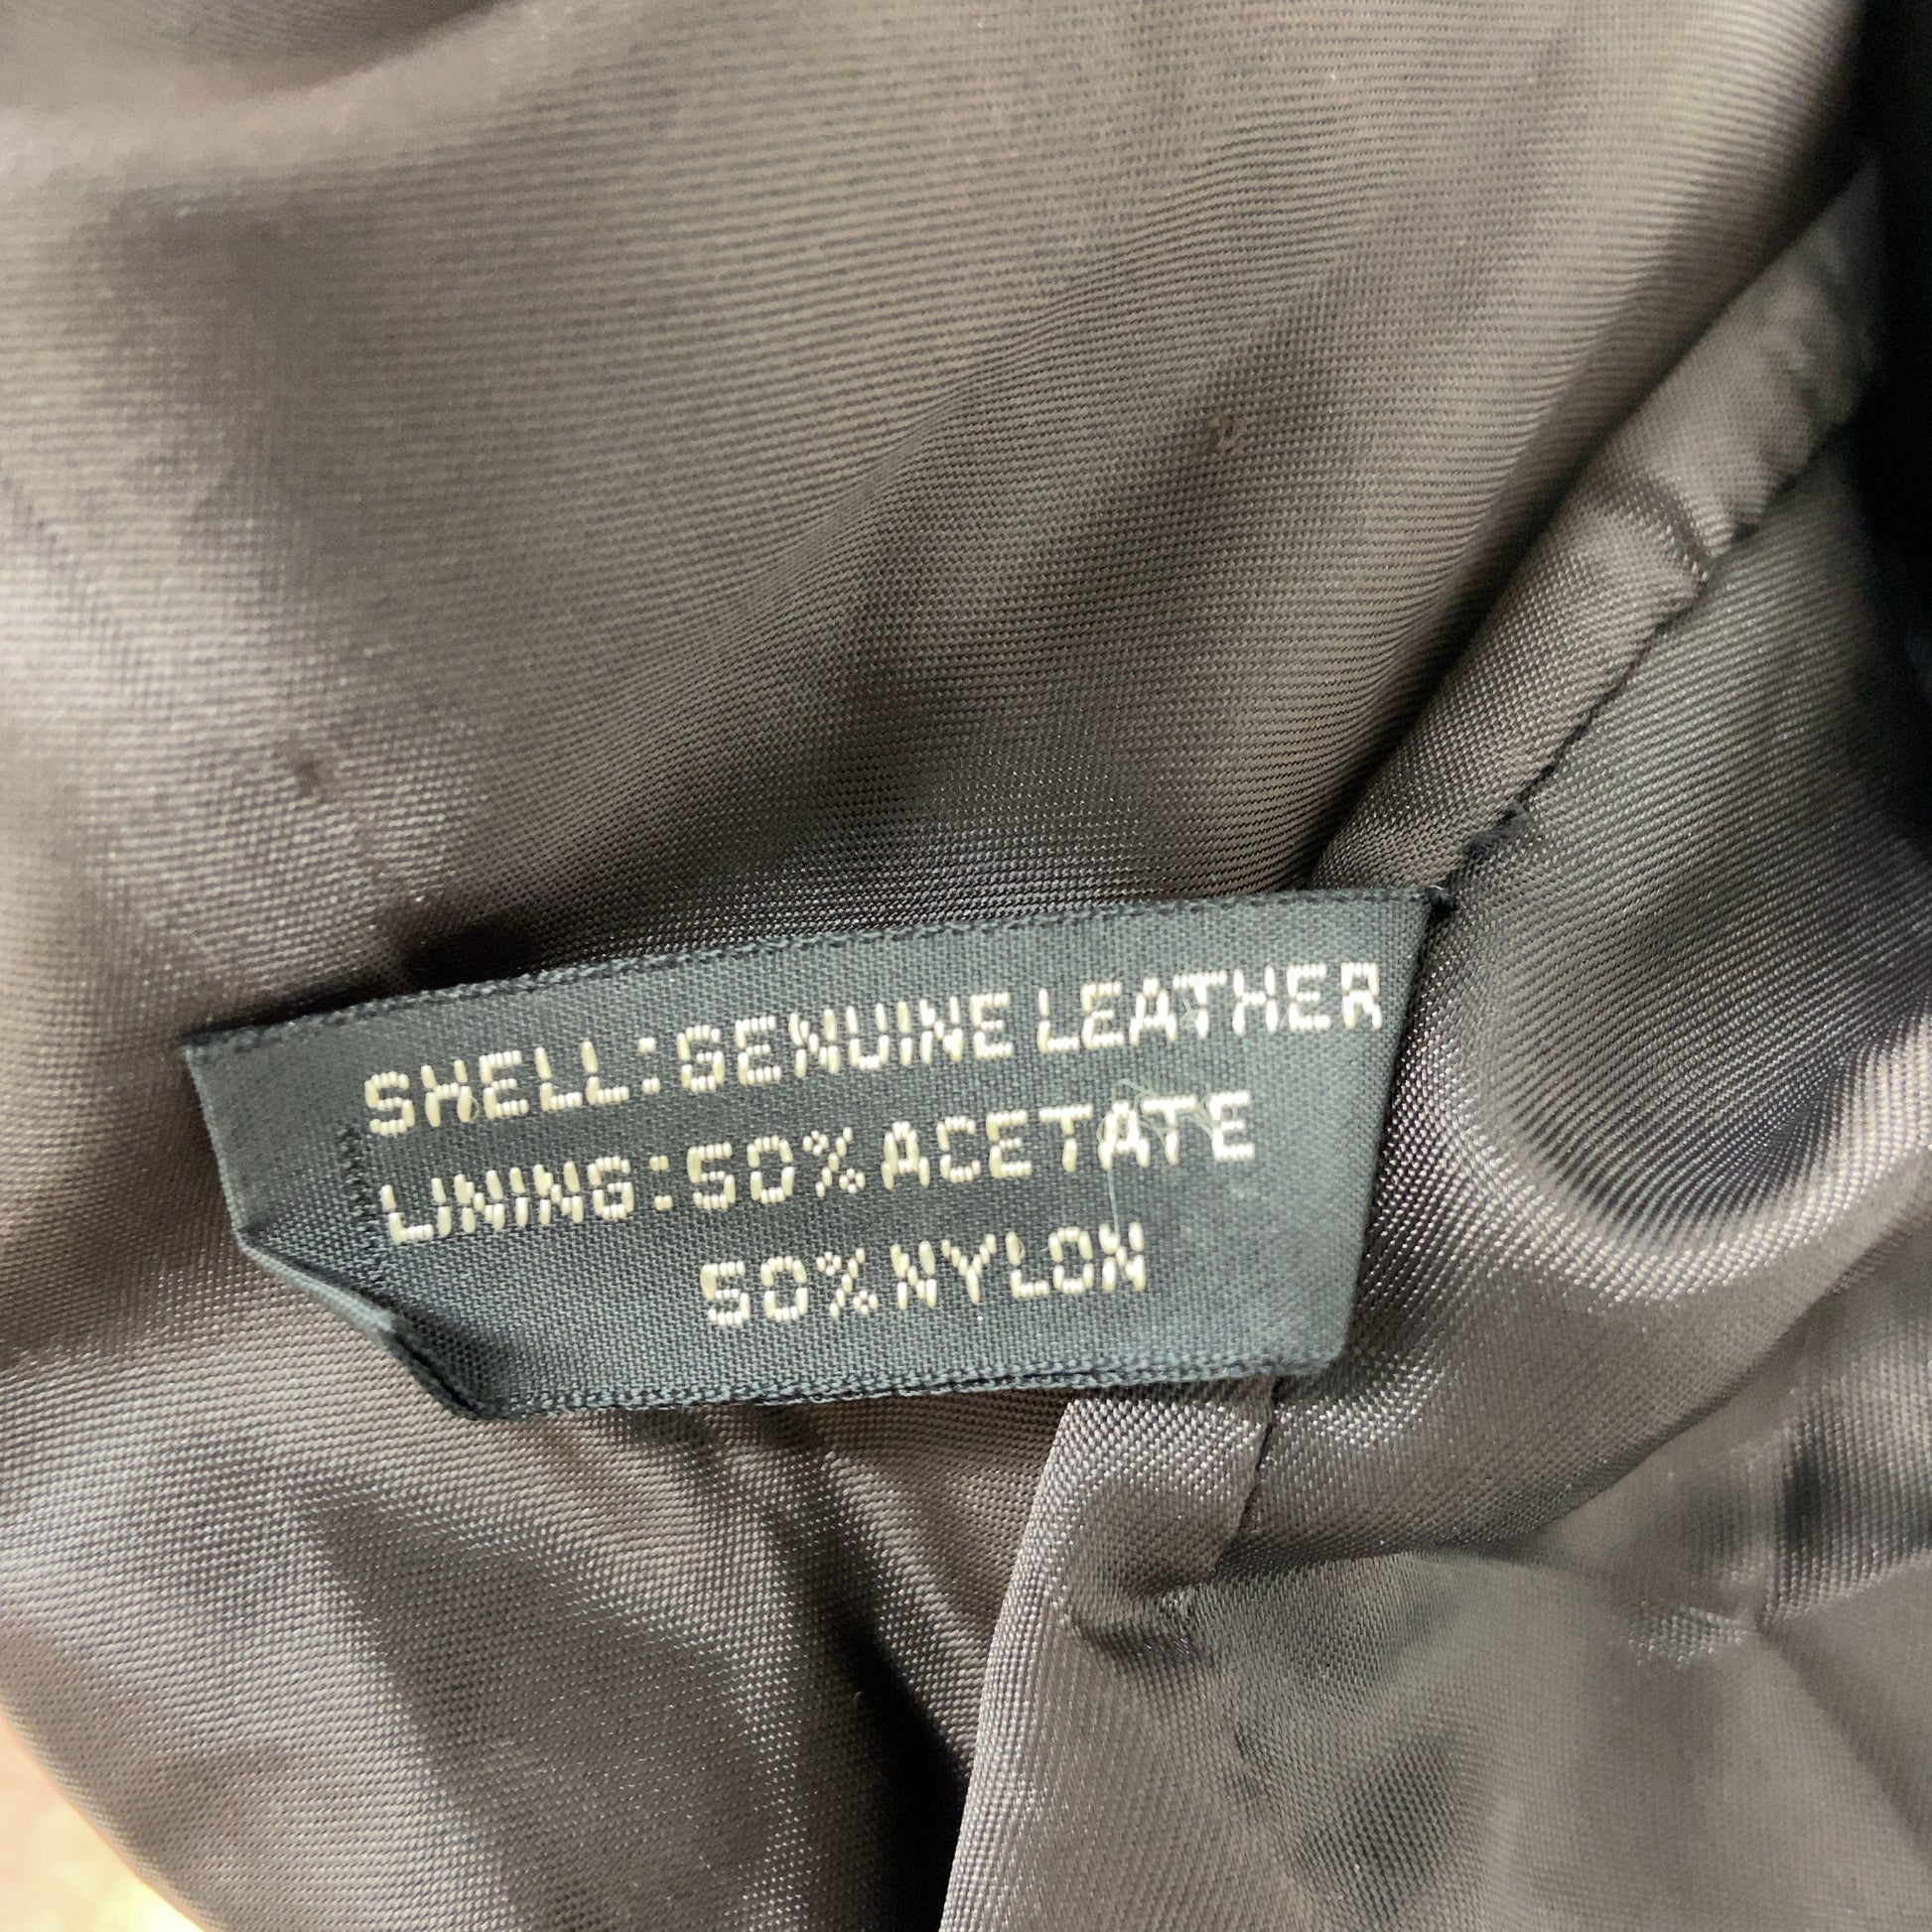 SHELL:GENUINE LEATHER
LINING:50% ACETATE
50% NYLON